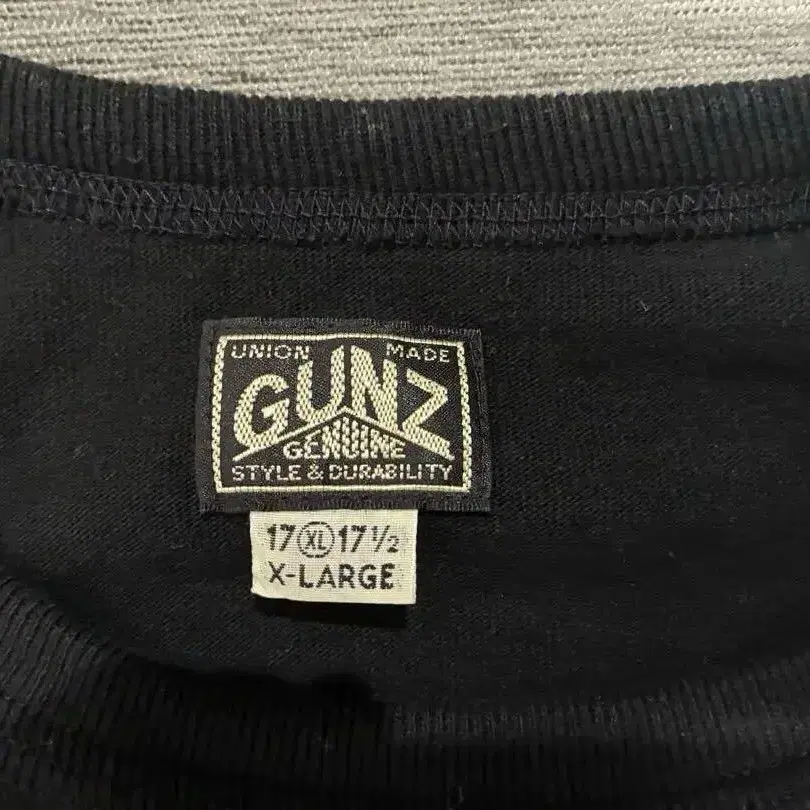 UNION MADE
GUNZ
GENUINE
STYLE & DURABILITY
17 XL 17 1/2
X-LARGE